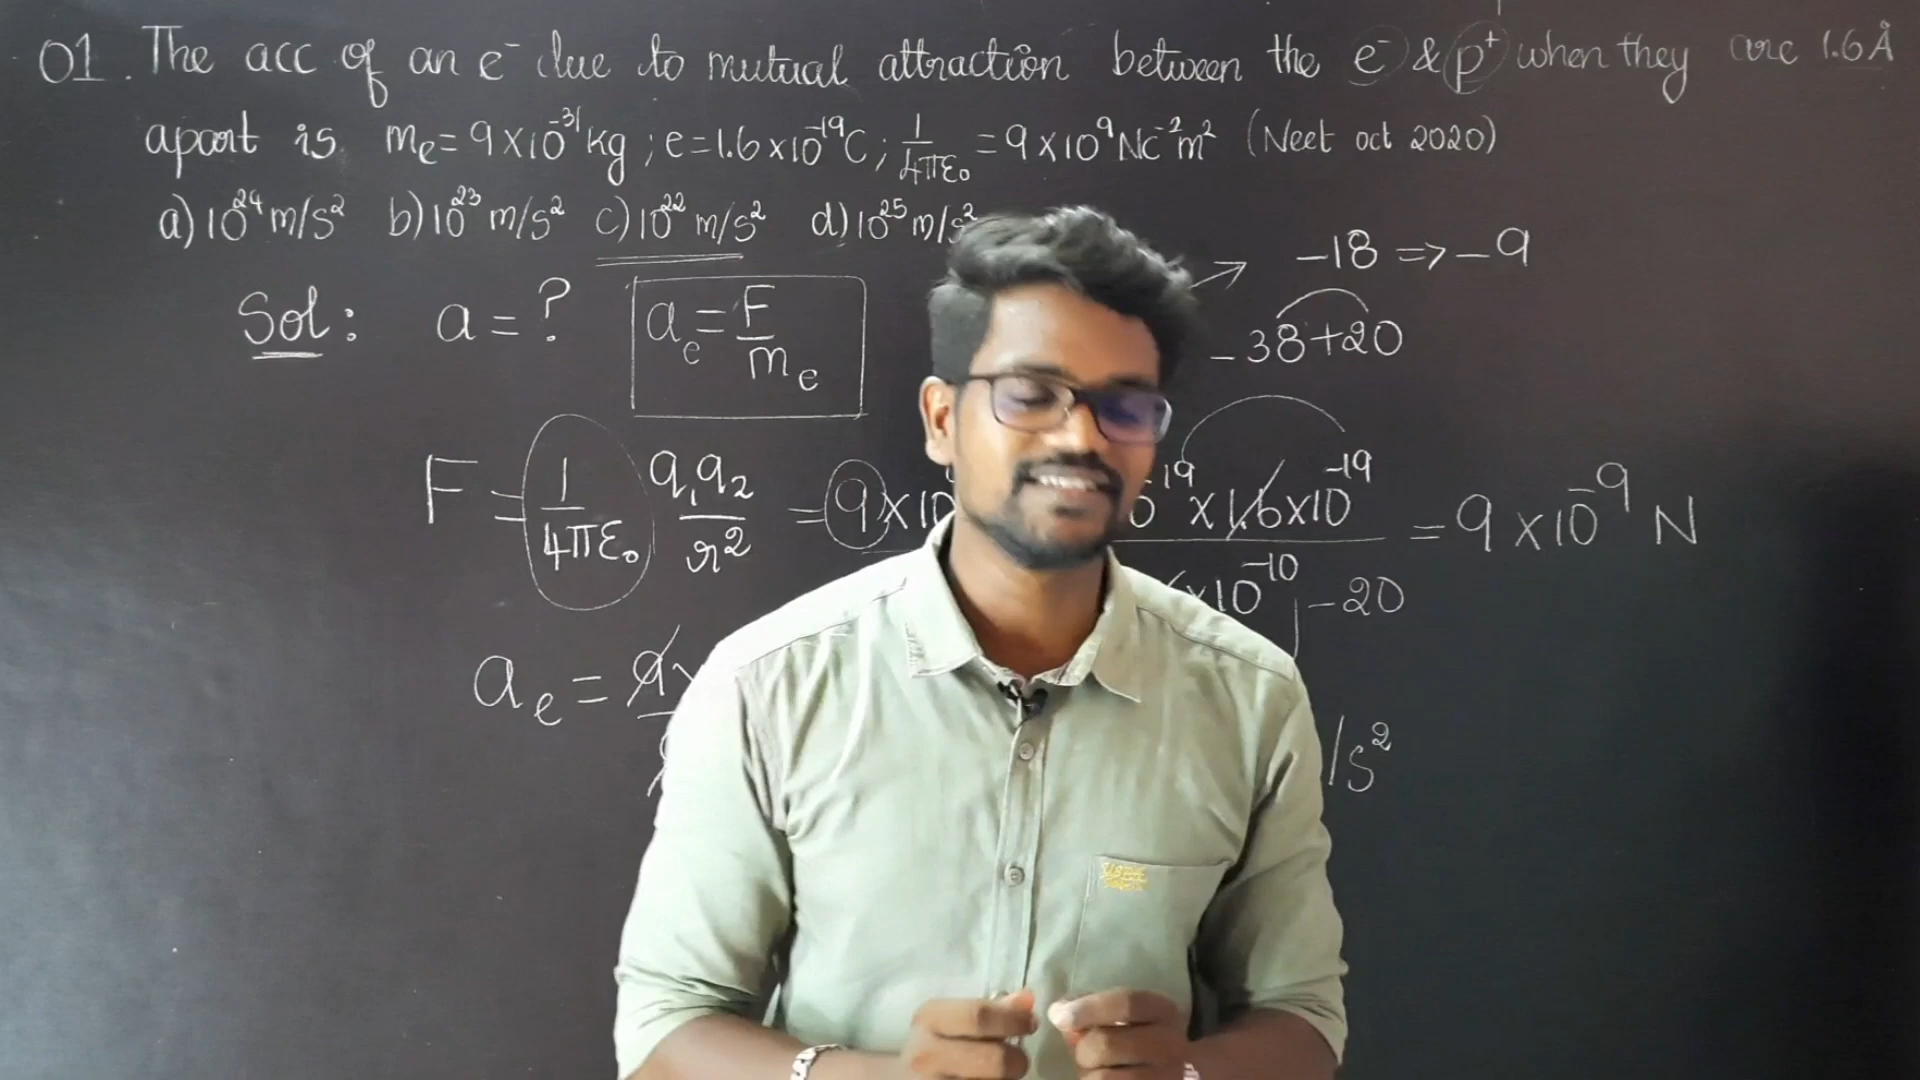 01. The acc of an e⁻ due to mutual attraction between the e⁻ & p⁺ when they are 1.6 Å
apart is mₑ = 9 × 10⁻³¹ kg ; e = 1.6 × 10⁻¹⁹ C ; 1/4πε₀ = 9 × 10⁹ Nc⁻²m² (Neet oct 2020)
a) 10²⁴ m/s² b) 10²³ m/s² c) 10²² m/s² d) 10²⁵ m/s²
-18 => -9
Sol : a = ? aₑ = F/mₑ
-38+20
F = 1/4πε₀ q₁q₂/r² = 9×10 19 × 1.6 × 10⁻¹⁹ = 9 × 10⁻⁹ N
×10⁻¹⁰ -20
aₑ = 9×
/s²